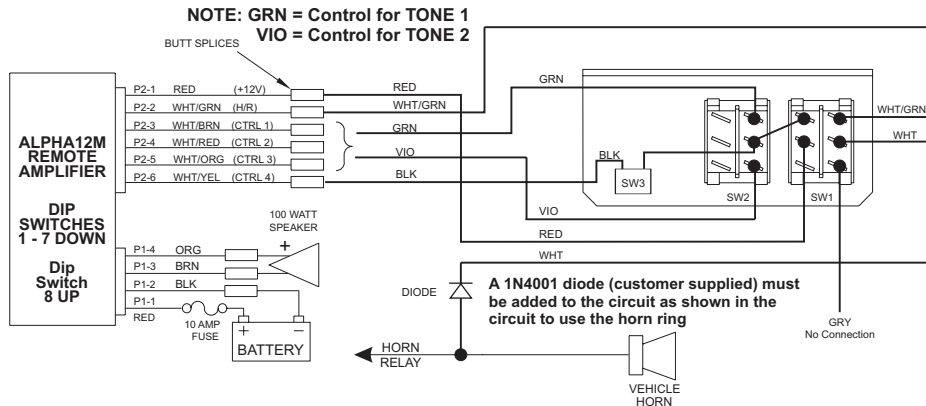 NOTE: GRN = Control for TONE 1
VIO = Control for TONE 2
BUTT SPLICES
P2-1 RED (+12V)
P2-2 WHT/GRN (H/R)
P2-3 WHT/BRN (CTRL 1)
P2-4 WHT/RED (CTRL 2)
P2-5 WHT/ORG (CTRL 3)
P2-6 WHT/YEL (CTRL 4)
RED
WHT/GRN
GRN
VIO
BLK
GRN
BLK
VIO
RED
WHT
SW3
SW2
SW1
WHT/GRN
WHT
ALPHA12M
REMOTE
AMPLIFIER
DIP
SWITCHES
1 - 7 DOWN
Dip
Switch
8 UP
100 WATT
SPEAKER
+
P1-4 ORG
P1-3 BRN
P1-2 BLK
P1-1
RED
10 AMP
FUSE
+ –
BATTERY
DIODE
A 1N4001 diode (customer supplied) must
be added to the circuit as shown in the
circuit to use the horn ring
HORN
RELAY
VEHICLE
HORN
GRY
No Connection